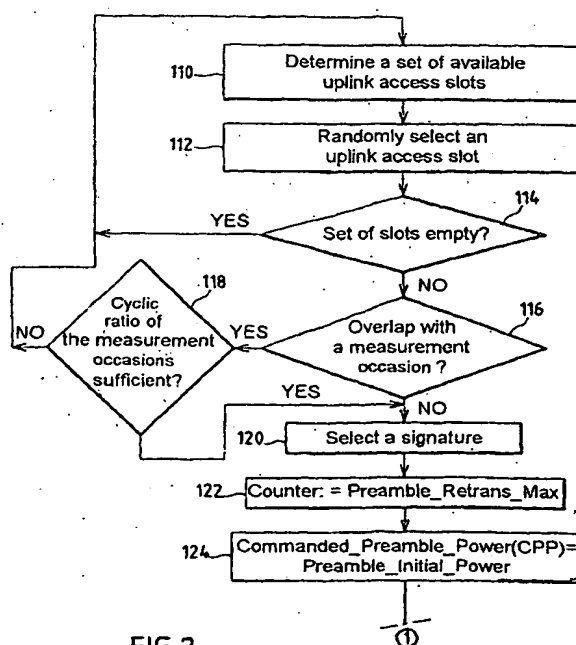 110
Determine a set of available
uplink access slots
112
Randomly select an
uplink access slot
114
YES
Set of slots empty?
NO
118
116
Cyclic
ratio of
the measurement
occasions
sufficient?
NO
YES
Overlap with
a measurement
occasion ?
YES
NO
120
Select a signature
122
Counter: = Preamble_Retrans_Max
124
Commanded_Preamble_Power(CPP)=
Preamble_Initial_Power
1